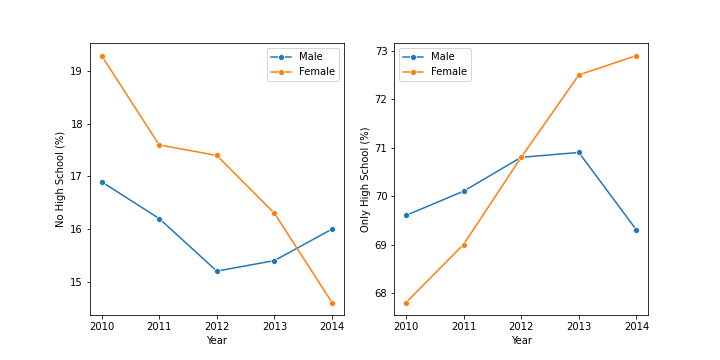 No High School (%)
19
18
17
16
15
2010 2011 2012 2013 2014
Year
Male
Female
Only High School (%)
73
72
71
70
69
68
2010 2011 2012 2013 2014
Year
Male
Female